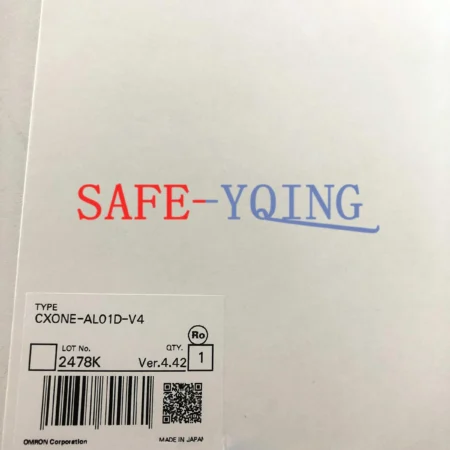 SAFE-YQING
TYPE
CXONE-AL01D-V4
Ro
LOT No. QTY.
2478K Ver.4.42 1
OMRON Corporation MADE IN JAPAN